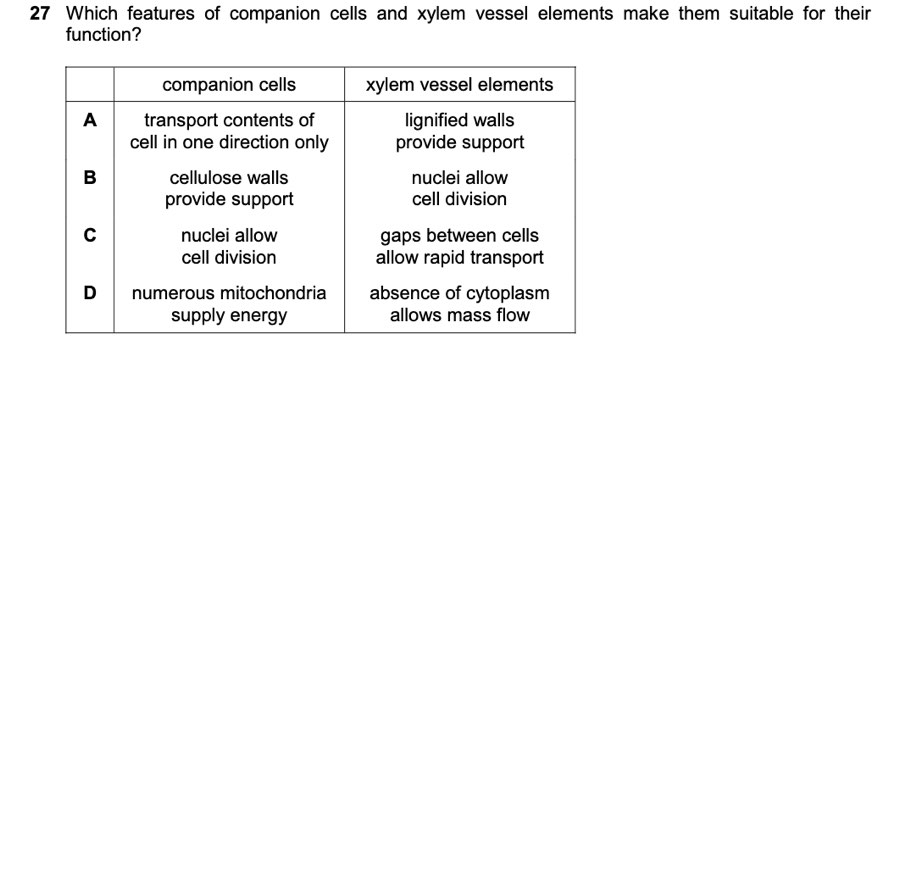 27 Which features of companion cells and xylem vessel elements make them suitable for their
function?
companion cells xylem vessel elements
A transport contents of lignified walls
cell in one direction only provide support
B cellulose walls nuclei allow
provide support cell division
C nuclei allow gaps between cells
cell division allow rapid transport
D numerous mitochondria absence of cytoplasm
supply energy allows mass flow